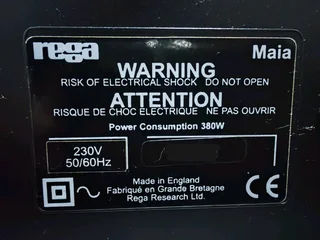 rega Maia
WARNING
RISK OF ELECTRICAL SHOCK DO NOT OPEN
ATTENTION
RISQUE DE CHOC ELECTRIQUE NE PAS OUVRIR
Power Consumption 380W
230V
50/60Hz
Made in England
Fabriqué en Grande Bretagne
Rega Research Ltd.
CE